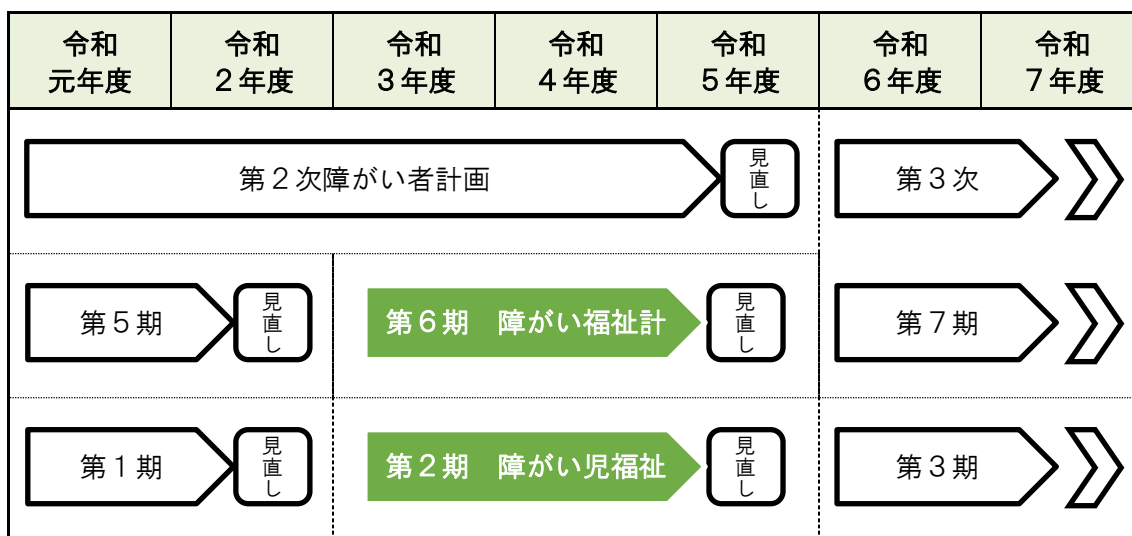 令和
元年度
令和
２年度
令和
３年度
令和
４年度
令和
５年度
令和
６年度
令和
７年度
第２次障がい者計画
見直し
第３次
第５期
見直し
第６期　障がい福祉計
見直し
第７期
第１期
見直し
第２期　障がい児福祉
見直し
第３期